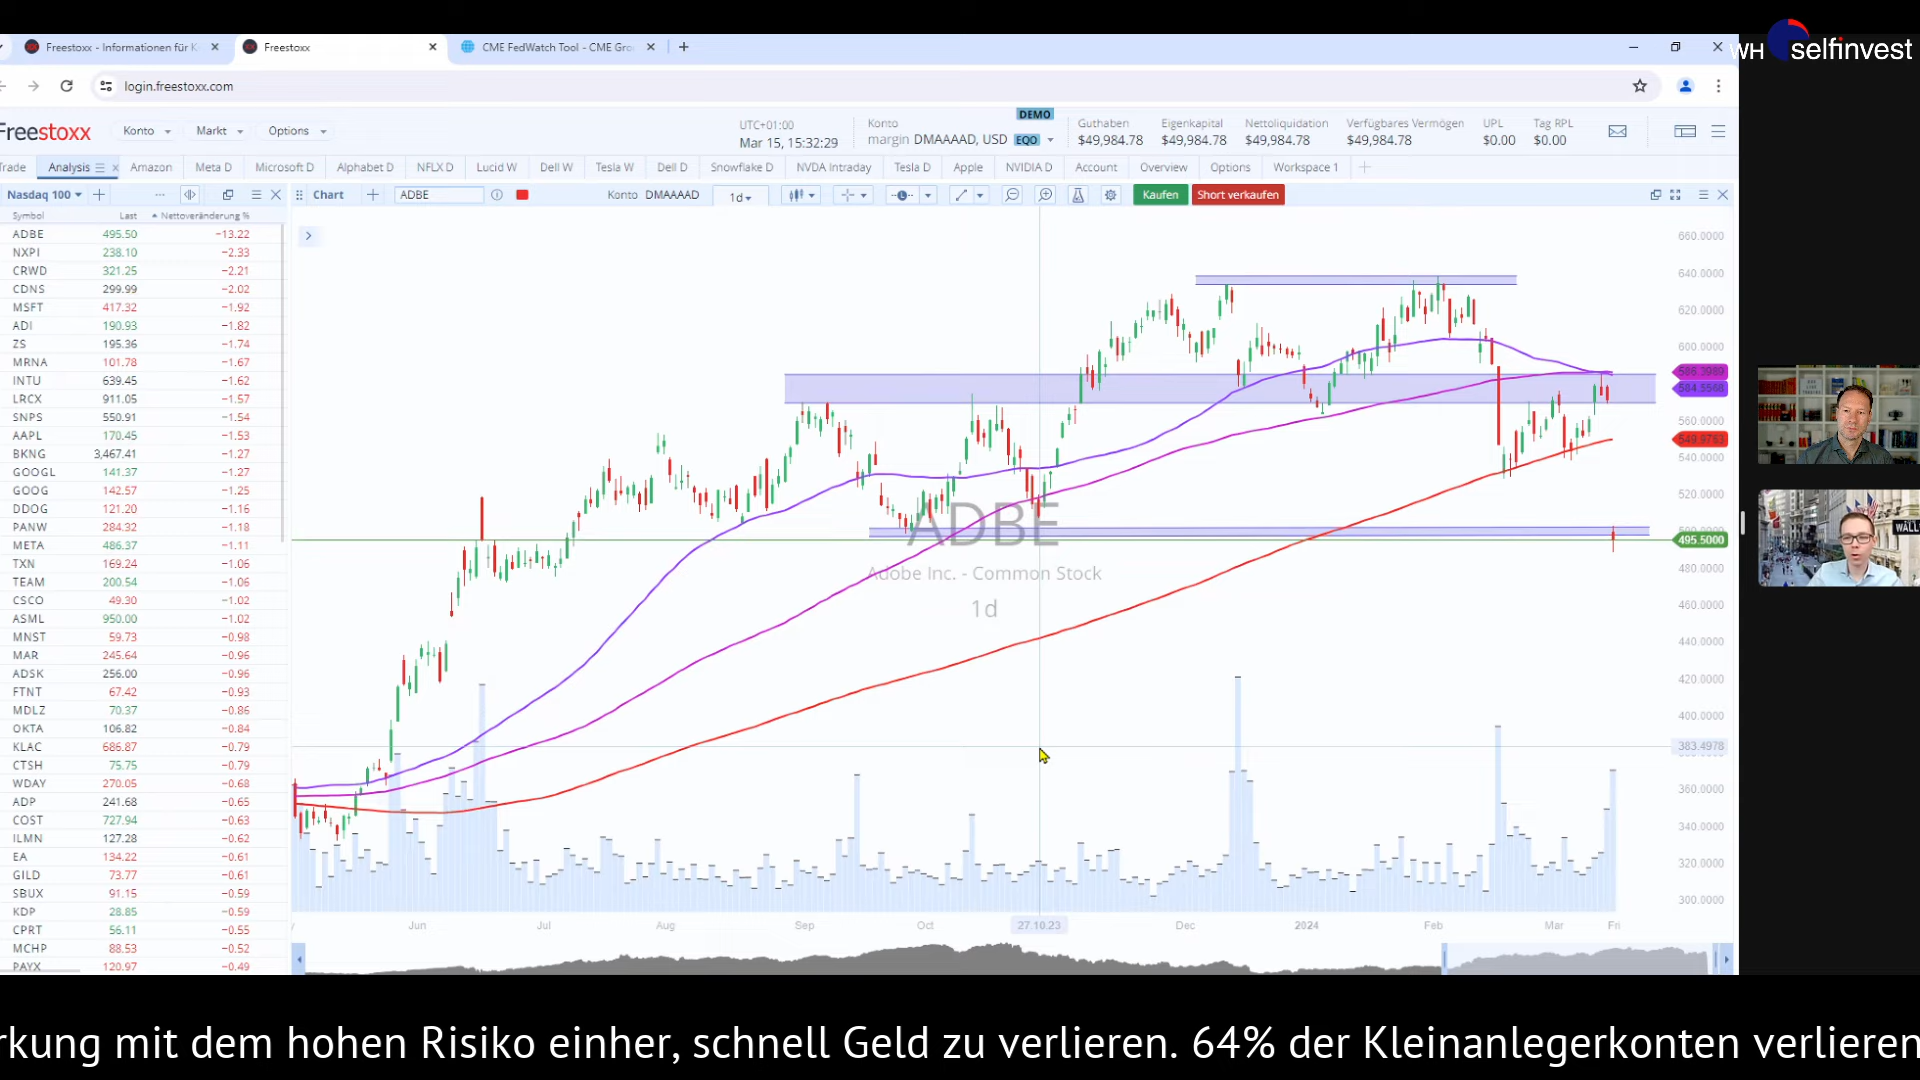 WH selfinvest
Freestoxx - Informationen für K
Freestoxx
CME FedWatch Tool - CME Gro
login.freestoxx.com
Freestoxx
Konto
Markt
Options
UTC+01:00
Mar 15, 15:32:29
DEMO
Konto
margin DMAAAAD, USD EQO
Guthaben
$49,984.78
Eigenkapital
$49,984.78
Nettoliquidation
$49,984.78
Verfügbares Vermögen
$49,984.78
UPL
$0.00
Tag RPL
$0.00
Trade Analysis Amazon Meta D Microsoft D Alphabet D NFLX D Lucid W Dell W Tesla W Dell D Snowflake D NVDA Intraday Tesla D Apple NVIDIA D Account Overview Options Workspace 1
Nasdaq 100
Chart
ADBE
Konto DMAAAAD
1d
Kaufen
Short verkaufen
Symbol Last Nettoveränderung %
ADBE 495.50 −13.22
NXPI 238.10 −2.33
CRWD 321.25 −2.21
CDNS 299.99 −2.02
MSFT 417.32 −1.92
ADI 190.93 −1.82
ZS 195.36 −1.74
MRNA 101.78 −1.67
INTU 639.45 −1.62
LRCX 911.05 −1.57
SNPS 550.91 −1.54
AAPL 170.45 −1.53
BKNG 3,467.41 −1.27
GOOGL 141.37 −1.27
GOOG 142.57 −1.25
DDOG 121.20 −1.16
PANW 284.32 −1.18
META 486.37 −1.11
TXN 169.24 −1.06
TEAM 200.54 −1.06
CSCO 49.30 −1.02
ASML 950.00 −1.02
MNST 59.73 −0.98
MAR 245.64 −0.96
ADSK 256.00 −0.96
FTNT 67.42 −0.93
MDLZ 70.37 −0.86
OKTA 106.82 −0.84
KLAC 686.87 −0.79
CTSH 75.75 −0.79
WDAY 270.05 −0.68
ADP 241.68 −0.65
COST 727.94 −0.63
ILMN 127.28 −0.62
EA 134.22 −0.61
GILD 73.77 −0.61
SBUX 91.15 −0.59
KDP 28.85 −0.59
CPRT 56.11 −0.55
MCHP 88.53 −0.52
PAYX 120.97 −0.49
ADBE
Adobe Inc. - Common Stock
1d
660.0000
640.0000
620.0000
600.0000
586.3989
584.5568
560.0000
549.9763
540.0000
520.0000
495.5000
480.0000
460.0000
440.0000
420.0000
400.0000
383.4978
360.0000
340.0000
320.0000
300.0000
Jun Jul Aug Sep Oct 27.10.23 Dec 2024 Feb Mar Fri
WALL
rkung mit dem hohen Risiko einher, schnell Geld zu verlieren. 64% der Kleinanlegerkonten verlieren